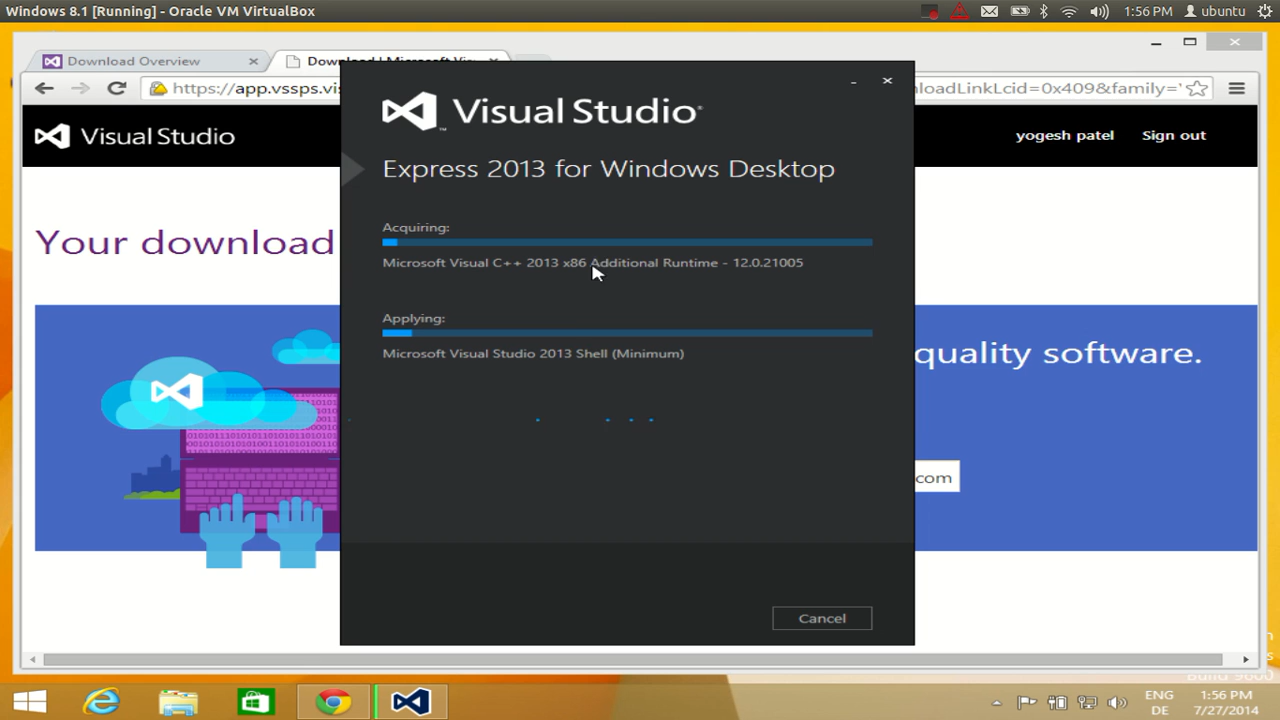 Windows 8.1 [Running] - Oracle VM VirtualBox
1:56 PM
ubuntu
Download Overview
https://app.vssps.vis
loadLinkLcid=0x409&family=
Visual Studio
yogesh patel
Sign out
Your download
quality software.
com
Visual Studio
Express 2013 for Windows Desktop
Acquiring:
Microsoft Visual C++ 2013 x86 Additional Runtime - 12.0.21005
Applying:
Microsoft Visual Studio 2013 Shell (Minimum)
Cancel
Build 9600
ENG
DE
1:56 PM
7/27/2014